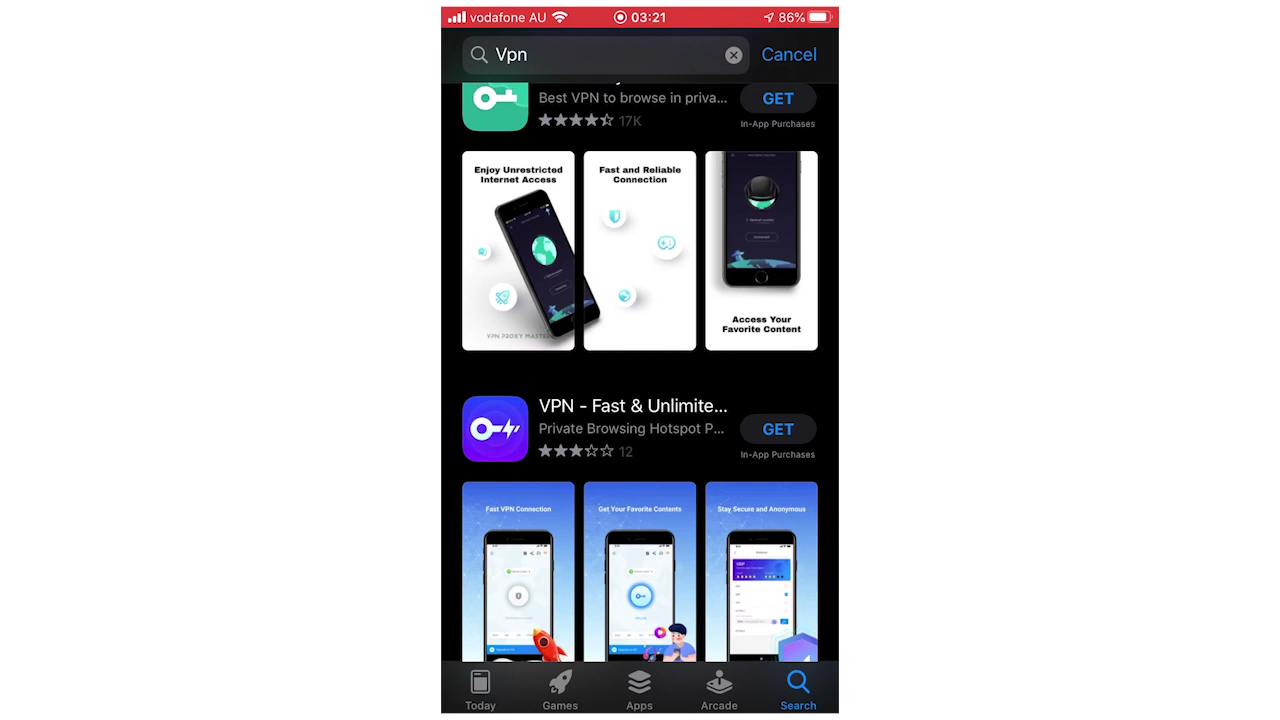 vodafone AU 03:21 86%
Vpn Cancel
Best VPN to browse in priva... GET
17K In-App Purchases
Enjoy Unrestricted
Internet Access
VPN PROXY MASTER
Fast and Reliable
Connection
Access Your
Favorite Content
VPN - Fast & Unlimite...
Private Browsing Hotspot P... GET
12 In-App Purchases
Fast VPN Connection
Get Your Favorite Contents
Stay Secure and Anonymous
Today Games Apps Arcade Search